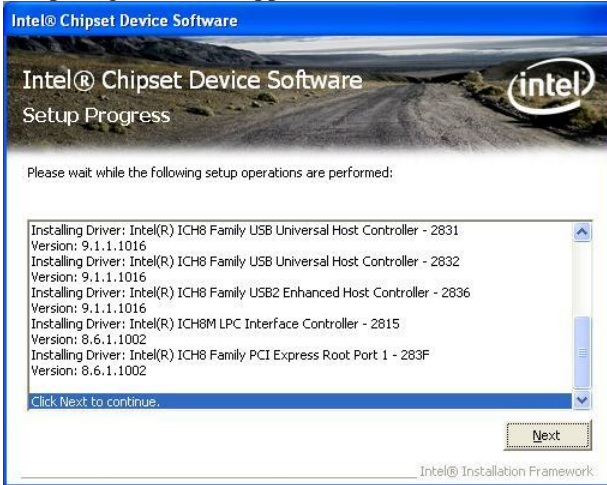 Intel® Chipset Device Software
Intel® Chipset Device Software
intel
Setup Progress
Please wait while the following setup operations are performed:
Installing Driver: Intel(R) ICH8 Family USB Universal Host Controller - 2831
Version: 9.1.1.1016
Installing Driver: Intel(R) ICH8 Family USB Universal Host Controller - 2832
Version: 9.1.1.1016
Installing Driver: Intel(R) ICH8 Family USB2 Enhanced Host Controller - 2836
Version: 9.1.1.1016
Installing Driver: Intel(R) ICH8M LPC Interface Controller - 2815
Version: 8.6.1.1002
Installing Driver: Intel(R) ICH8 Family PCI Express Root Port 1 - 283F
Version: 8.6.1.1002
Click Next to continue.
Next
Intel® Installation Framework